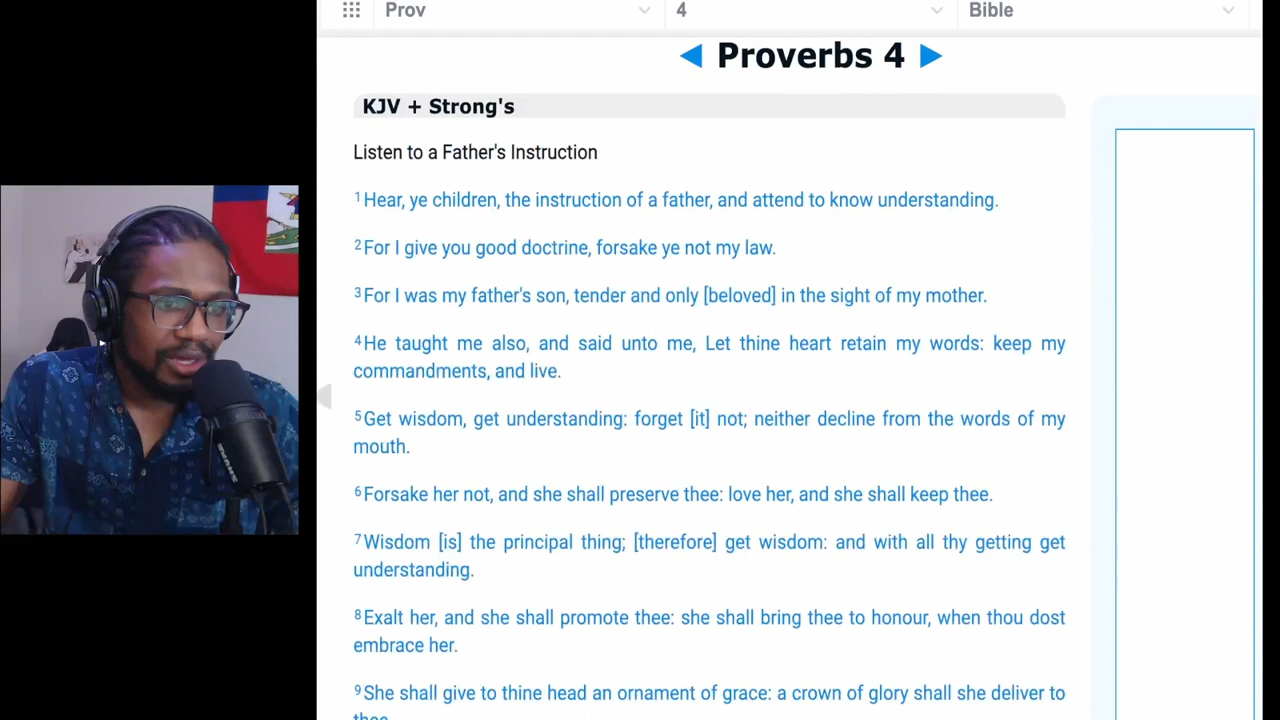 Prov 4 Bible
Proverbs 4
KJV + Strong's
Listen to a Father's Instruction
1 Hear, ye children, the instruction of a father, and attend to know understanding.
2 For I give you good doctrine, forsake ye not my law.
3 For I was my father's son, tender and only [beloved] in the sight of my mother.
4 He taught me also, and said unto me, Let thine heart retain my words: keep my
commandments, and live.
5 Get wisdom, get understanding: forget [it] not; neither decline from the words of my
mouth.
6 Forsake her not, and she shall preserve thee: love her, and she shall keep thee.
7 Wisdom [is] the principal thing; [therefore] get wisdom: and with all thy getting get
understanding.
8 Exalt her, and she shall promote thee: she shall bring thee to honour, when thou dost
embrace her.
9 She shall give to thine head an ornament of grace: a crown of glory shall she deliver to
thee.
SHURE